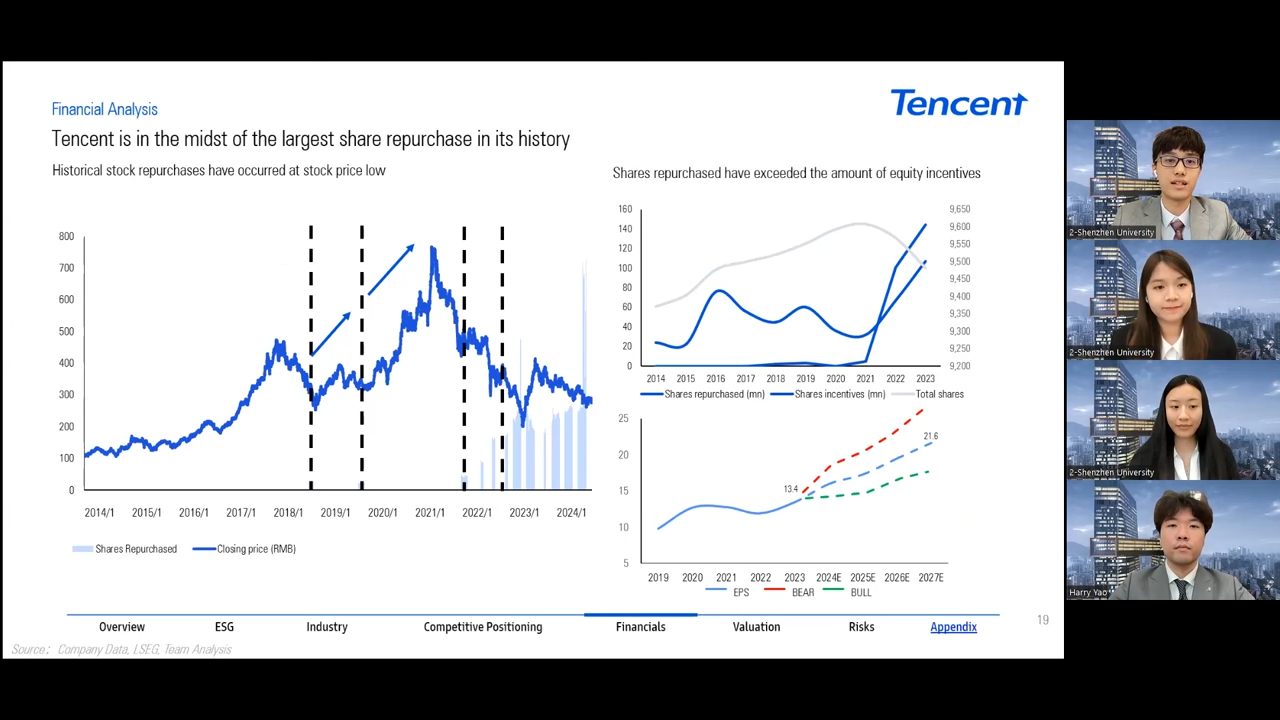 Financial Analysis
Tencent
Tencent is in the midst of the largest share repurchase in its history
Historical stock repurchases have occurred at stock price low
800
700
600
500
400
300
200
100
0
2014/1 2015/1 2016/1 2017/1 2018/1 2019/1 2020/1 2021/1 2022/1 2023/1 2024/1
Shares Repurchased Closing price (RMB)
Shares repurchased have exceeded the amount of equity incentives
160 9,650
140 9,600
120 9,550
100 9,500
80 9,450
60 9,400
40 9,350
20 9,300
0 9,250
9,200
2014 2015 2016 2017 2018 2019 2020 2021 2022 2023
Shares repurchased (mn) Shares incentives (mn) Total shares
25
20
15
10
5
13.4
21.6
2019 2020 2021 2022 2023 2024E 2025E 2026E 2027E
EPS BEAR BULL
Overview ESG Industry Competitive Positioning Financials Valuation Risks Appendix
19
Source： Company Data, LSEG, Team Analysis
2-Shenzhen University
2-Shenzhen University
2-Shenzhen University
Harry Yao